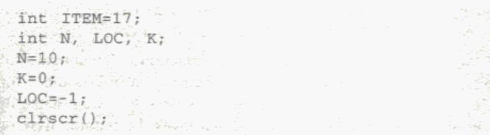 int ITEM=17;
int N, LOC, K;
N=10;
K=0;
LOC=-1;
clrscr();